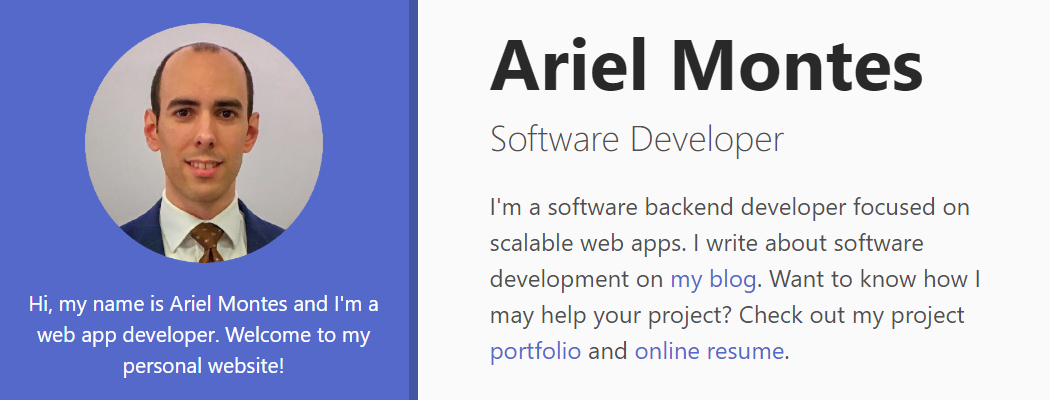 Hi, my name is Ariel Montes and I'm a
web app developer. Welcome to my
personal website!
Ariel Montes
Software Developer
I'm a software backend developer focused on
scalable web apps. I write about software
development on my blog. Want to know how I
may help your project? Check out my project
portfolio and online resume.